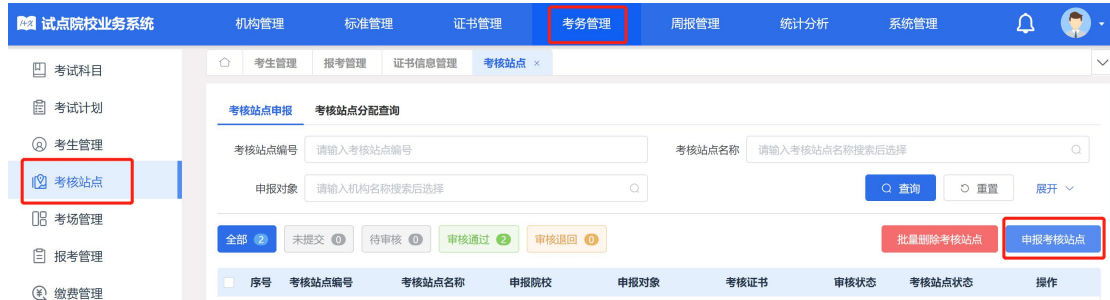 试点院校业务系统 机构管理 标准管理 证书管理 考务管理 周报管理 统计分析 系统管理
考试科目
考试计划
考生管理
考核站点
考场管理
报考管理
缴费管理
考生管理 报考管理 证书信息管理 考核站点 ×
考核站点申报 考核站点分配查询
考核站点编号 请输入考核站点编号 考核站点名称 请输入考核站点名称搜索后选择
申报对象 请输入机构名称搜索后选择 查询 重置 展开
全部 2 未提交 0 待审核 0 审核通过 2 审核退回 0 批量删除考核站点 申报考核站点
序号 考核站点编号 考核站点名称 申报院校 申报对象 考核证书 审核状态 考核站点状态 操作